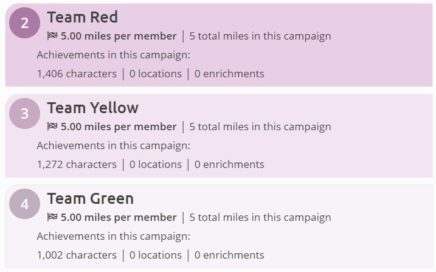 2
Team Red
5.00 miles per member | 5 total miles in this campaign
Achievements in this campaign:
1,406 characters | 0 locations | 0 enrichments
3
Team Yellow
5.00 miles per member | 5 total miles in this campaign
Achievements in this campaign:
1,272 characters | 0 locations | 0 enrichments
4
Team Green
5.00 miles per member | 5 total miles in this campaign
Achievements in this campaign:
1,002 characters | 0 locations | 0 enrichments